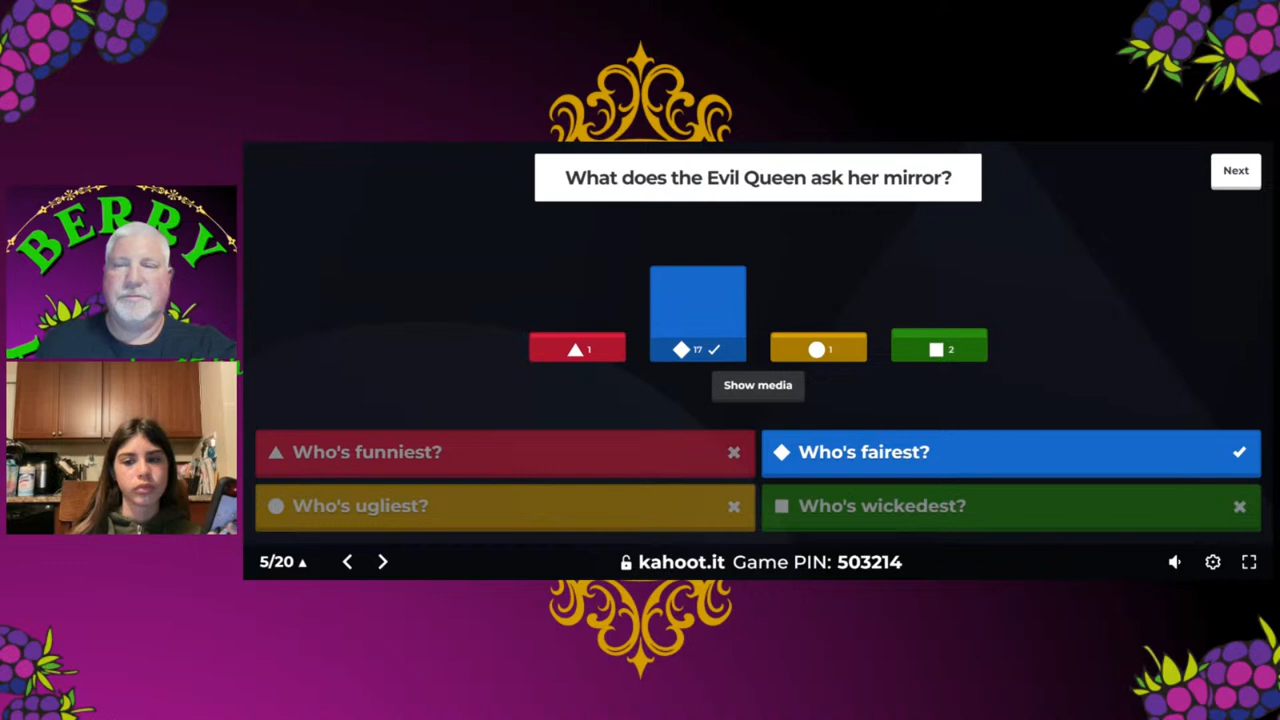 What does the Evil Queen ask her mirror?
Next
BERRY
1
17
1
2
Show media
Who's funniest?
Who's fairest?
Who's ugliest?
Who's wickedest?
5/20
kahoot.it Game PIN: 503214